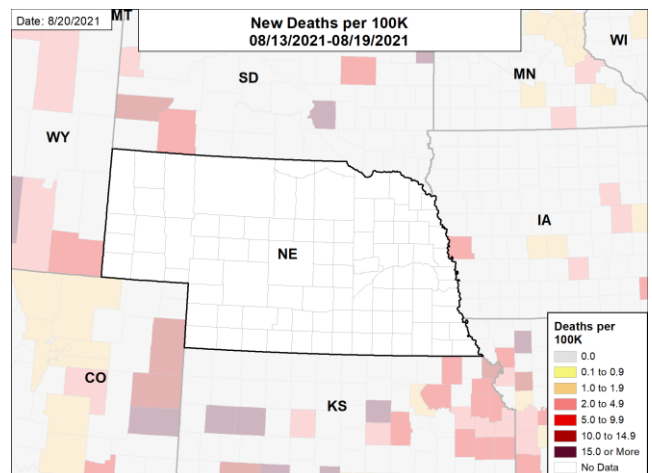 Date: 8/20/2021
MT
New Deaths per 100K
08/13/2021-08/19/2021
WI
SD
MN
WY
IA
NE
CO
KS
Deaths per
100K
0.0
0.1 to 0.9
1.0 to 1.9
2.0 to 4.9
5.0 to 9.9
10.0 to 14.9
15.0 or More
No Data